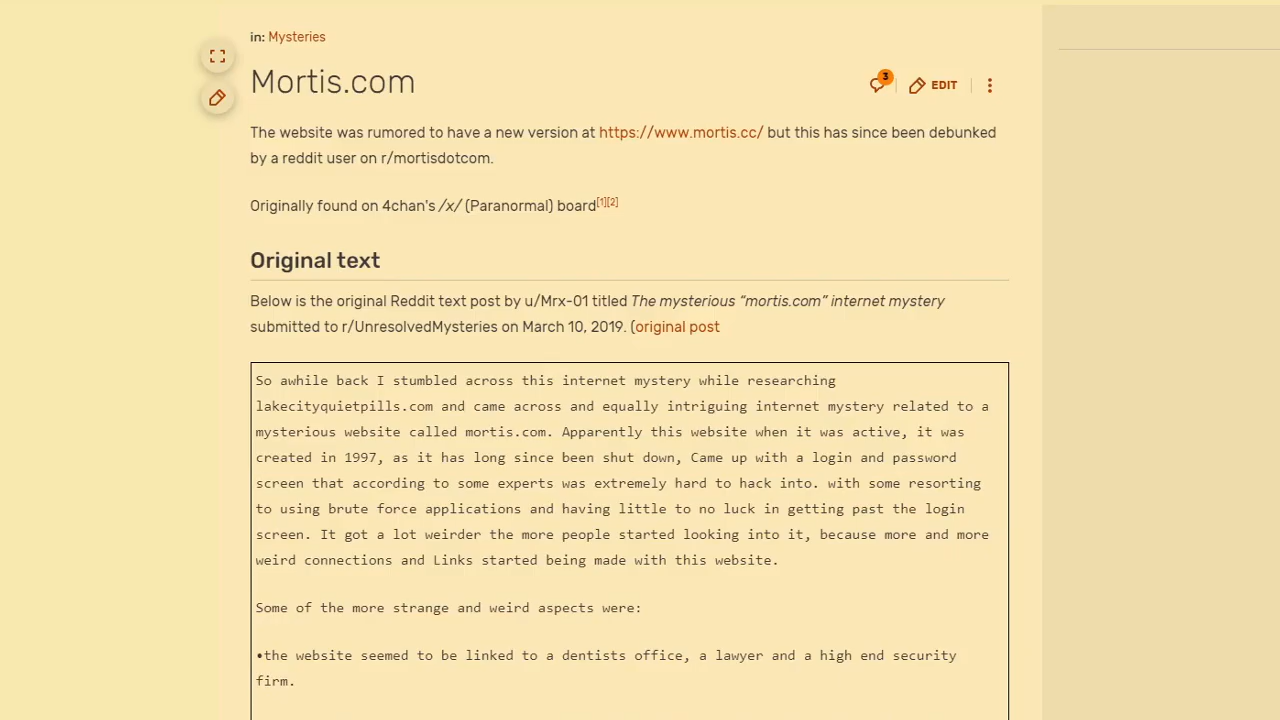 in: Mysteries
Mortis.com
3
EDIT
The website was rumored to have a new version at https://www.mortis.cc/ but this has since been debunked
by a reddit user on r/mortisdotcom.
Originally found on 4chan's /x/ (Paranormal) board[1][2]
Original text
Below is the original Reddit text post by u/Mrx-01 titled The mysterious “mortis.com” internet mystery
submitted to r/UnresolvedMysteries on March 10, 2019. (original post
So awhile back I stumbled across this internet mystery while researching
lakecityquietpills.com and came across and equally intriguing internet mystery related to a
mysterious website called mortis.com. Apparently this website when it was active, it was
created in 1997, as it has long since been shut down, Came up with a login and password
screen that according to some experts was extremely hard to hack into. with some resorting
to using brute force applications and having little to no luck in getting past the login
screen. It got a lot weirder the more people started looking into it, because more and more
weird connections and Links started being made with this website.
Some of the more strange and weird aspects were:
•the website seemed to be linked to a dentists office, a lawyer and a high end security
firm.